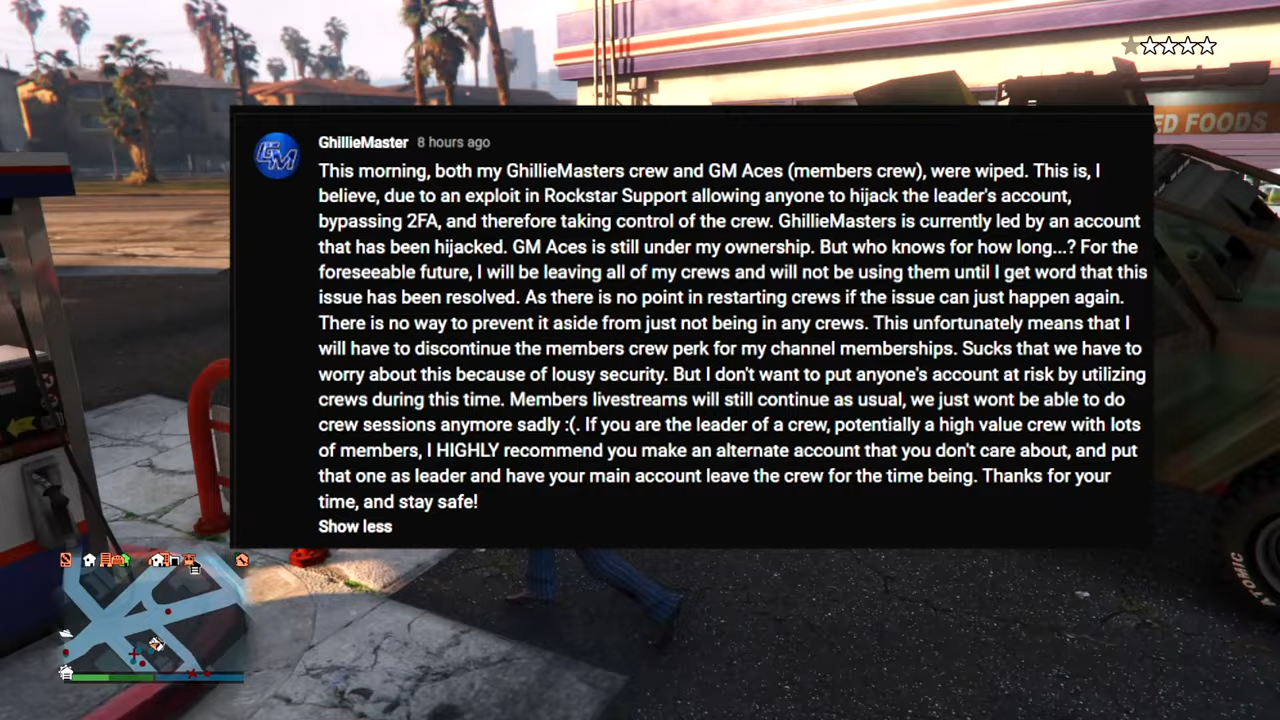 ED FOODS
GM
GhillieMaster 8 hours ago
This morning, both my GhillieMasters crew and GM Aces (members crew), were wiped. This is, I
believe, due to an exploit in Rockstar Support allowing anyone to hijack the leader's account,
bypassing 2FA, and therefore taking control of the crew. GhillieMasters is currently led by an account
that has been hijacked. GM Aces is still under my ownership. But who knows for how long...? For the
foreseeable future, I will be leaving all of my crews and will not be using them until I get word that this
issue has been resolved. As there is no point in restarting crews if the issue can just happen again.
There is no way to prevent it aside from just not being in any crews. This unfortunately means that I
will have to discontinue the members crew perk for my channel memberships. Sucks that we have to
worry about this because of lousy security. But I don't want to put anyone's account at risk by utilizing
crews during this time. Members livestreams will still continue as usual, we just wont be able to do
crew sessions anymore sadly :(. If you are the leader of a crew, potentially a high value crew with lots
of members, I HIGHLY recommend you make an alternate account that you don't care about, and put
that one as leader and have your main account leave the crew for the time being. Thanks for your
time, and stay safe!
Show less
ATOMIC